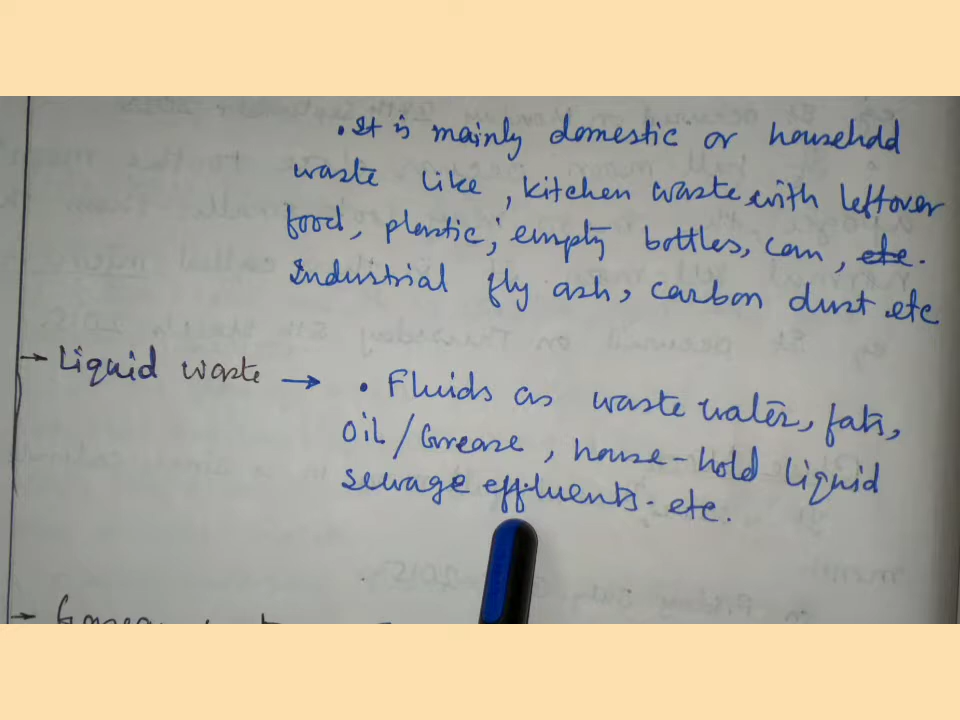 • It is mainly domestic or household
waste like, kitchen waste with leftover
food, plastic, empty bottles, can, etc.
Industrial fly ash, carbon dust etc
→ Liquid waste → • Fluids as waste water, fats,
Oil/Grease, house-hold liquid
sewage effluents. etc.